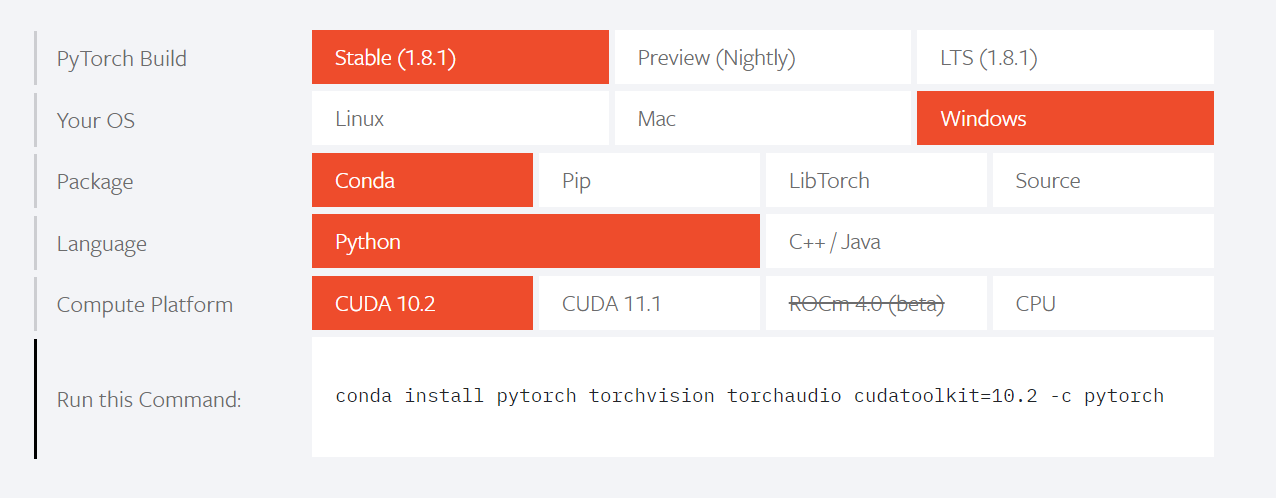 PyTorch Build Stable (1.8.1) Preview (Nightly) LTS (1.8.1)
Your OS Linux Mac Windows
Package Conda Pip LibTorch Source
Language Python C++ / Java
Compute Platform CUDA 10.2 CUDA 11.1 ROCm 4.0 (beta) CPU
Run this Command: conda install pytorch torchvision torchaudio cudatoolkit=10.2 -c pytorch